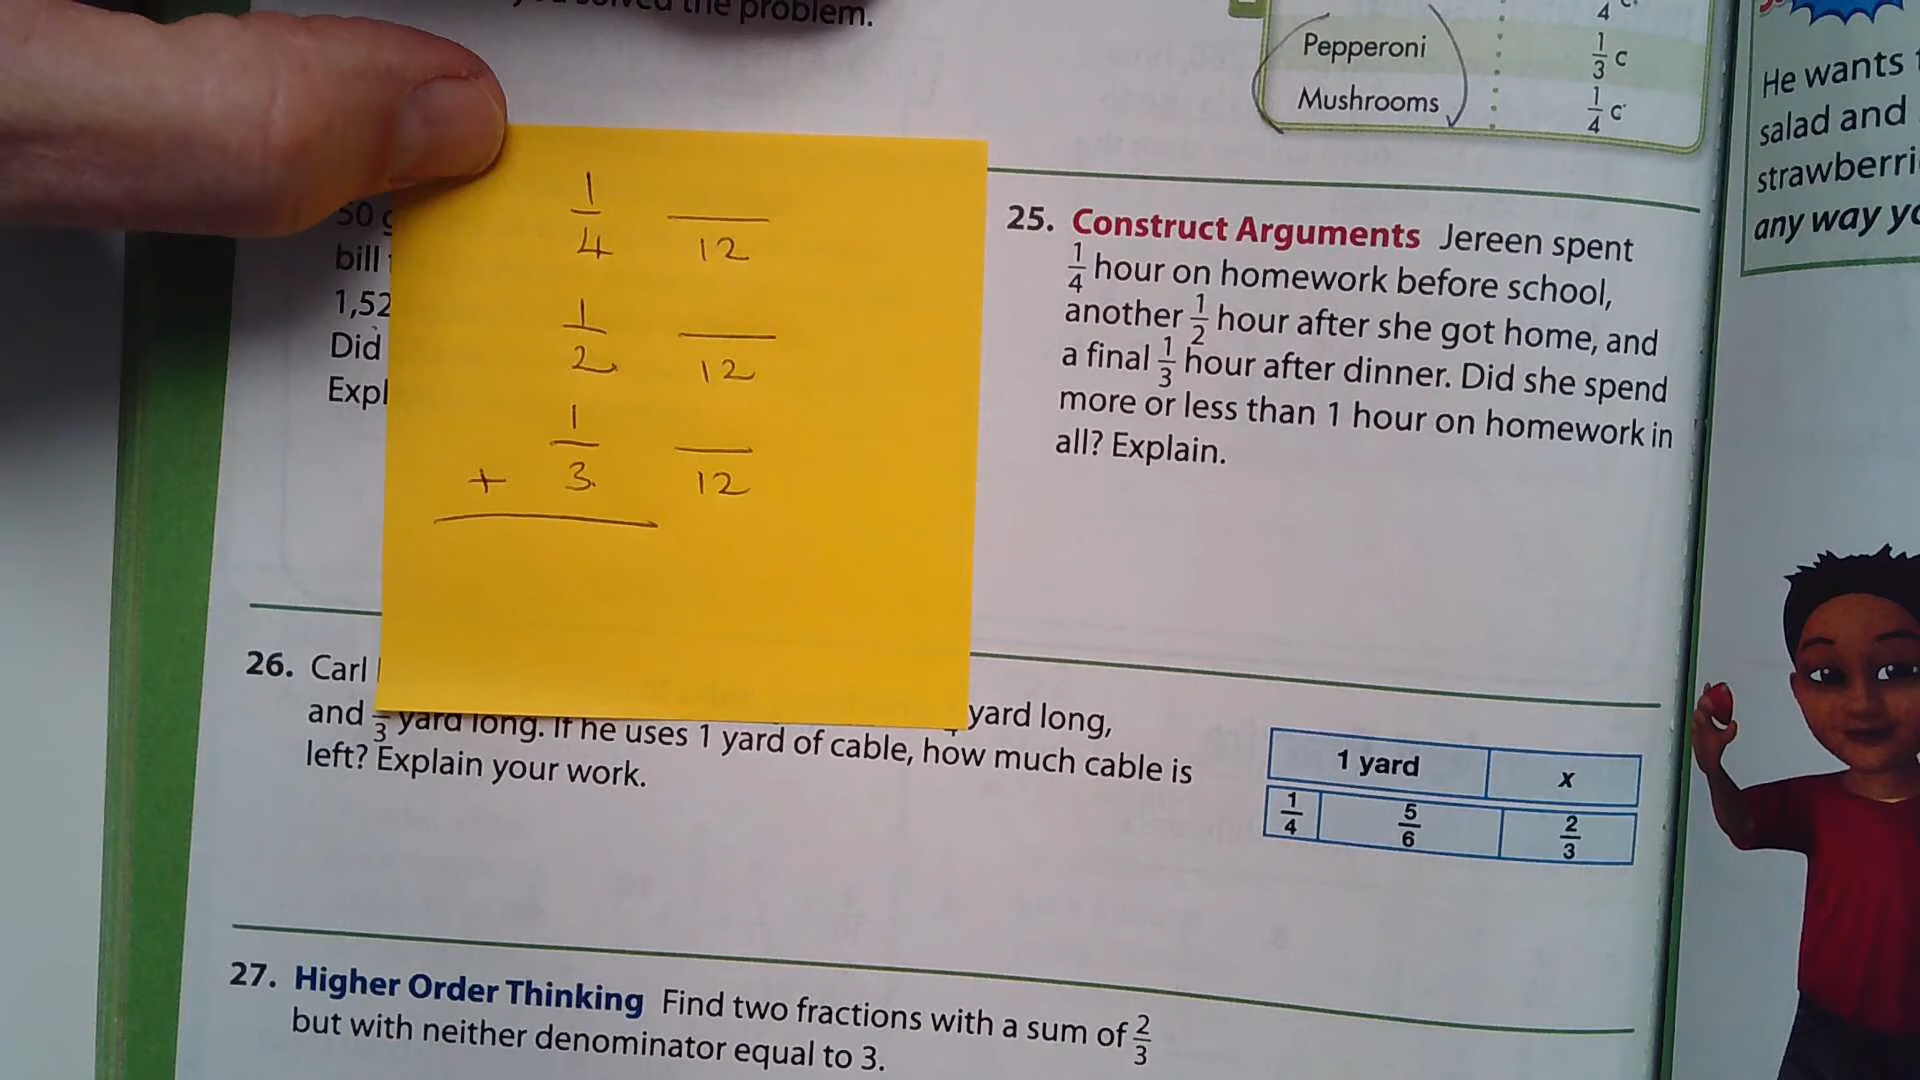 the problem.
Pepperoni 1/3 c
Mushrooms 1/4 c
He wants
salad and
any way
50
bill
1,52
Did
1/4 /12
1/2 /12
+ 1/3 /12
25. Construct Arguments Jereen spent
1/4 hour on homework before school,
another 1/2 hour after she got home, and
a final 1/3 hour after dinner. Did she spend
more or less than 1 hour on homework in
all? Explain.
26. Carl
yard long,
and /3 yard long. If he uses 1 yard of cable, how much cable is
left? Explain your work.
1 yard x
1/4 5/6 2/3
27. Higher Order Thinking Find two fractions with a sum of 2/3
but with neither denominator equal to 3.